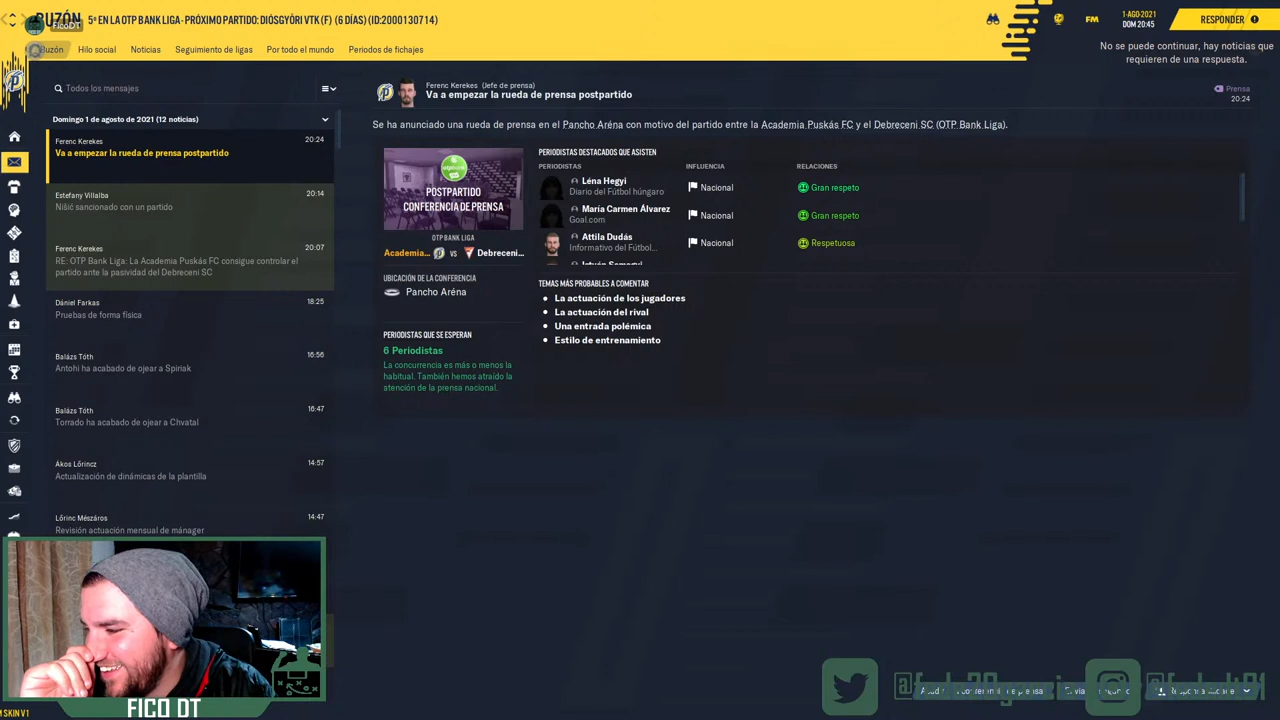 BUZÓN
FicoDT
5º EN LA OTP BANK LIGA - PRÓXIMO PARTIDO: DIÓSGYŐRI VTK (F) (6 DÍAS) (ID:2000130714)
FM
1-AGO-2021
DOM 20:45
RESPONDER
Buzón
Hilo social
Noticias
Seguimiento de ligas
Por todo el mundo
Periodos de fichajes
No se puede continuar, hay noticias que
requieren de una respuesta.
Todos los mensajes
Domingo 1 de agosto de 2021 (12 noticias)
Ferenc Kerekes
20:24
Va a empezar la rueda de prensa postpartido
Estefany Villalba
20:14
Nišić sancionado con un partido
Ferenc Kerekes
20:07
RE: OTP Bank Liga: La Academia Puskás FC consigue controlar el
partido ante la pasividad del Debreceni SC
Dániel Farkas
18:25
Pruebas de forma física
Balázs Tóth
16:56
Antohi ha acabado de ojear a Spiriak
Balázs Tóth
16:47
Torrado ha acabado de ojear a Chvatal
Ákos Lőrincz
14:57
Actualización de dinámicas de la plantilla
Lőrinc Mészáros
14:47
Revisión actuación mensual de mánager
Ferenc Kerekes (Jefe de prensa)
Va a empezar la rueda de prensa postpartido
Prensa
20:24
Se ha anunciado una rueda de prensa en el Pancho Aréna con motivo del partido entre la Academia Puskás FC y el Debreceni SC (OTP Bank Liga).
POSTPARTIDO
CONFERENCIA DE PRENSA
OTP BANK LIGA
Academia... VS Debreceni...
UBICACIÓN DE LA CONFERENCIA
Pancho Aréna
PERIODISTAS QUE SE ESPERAN
6 Periodistas
La concurrencia es más o menos la
habitual. También hemos atraído la
atención de la prensa nacional.
PERIODISTAS DESTACADOS QUE ASISTEN
PERIODISTAS
INFLUENCIA
RELACIONES
Léna Hegyi
Diario del Fútbol húngaro
Nacional
Gran respeto
María Carmen Álvarez
Goal.com
Nacional
Gran respeto
Attila Dudás
Informativo del Fútbol...
Nacional
Respetuosa
TEMAS MÁS PROBABLES A COMENTAR
La actuación de los jugadores
La actuación del rival
Una entrada polémica
Estilo de entrenamiento
FICO DT
SKIN V1